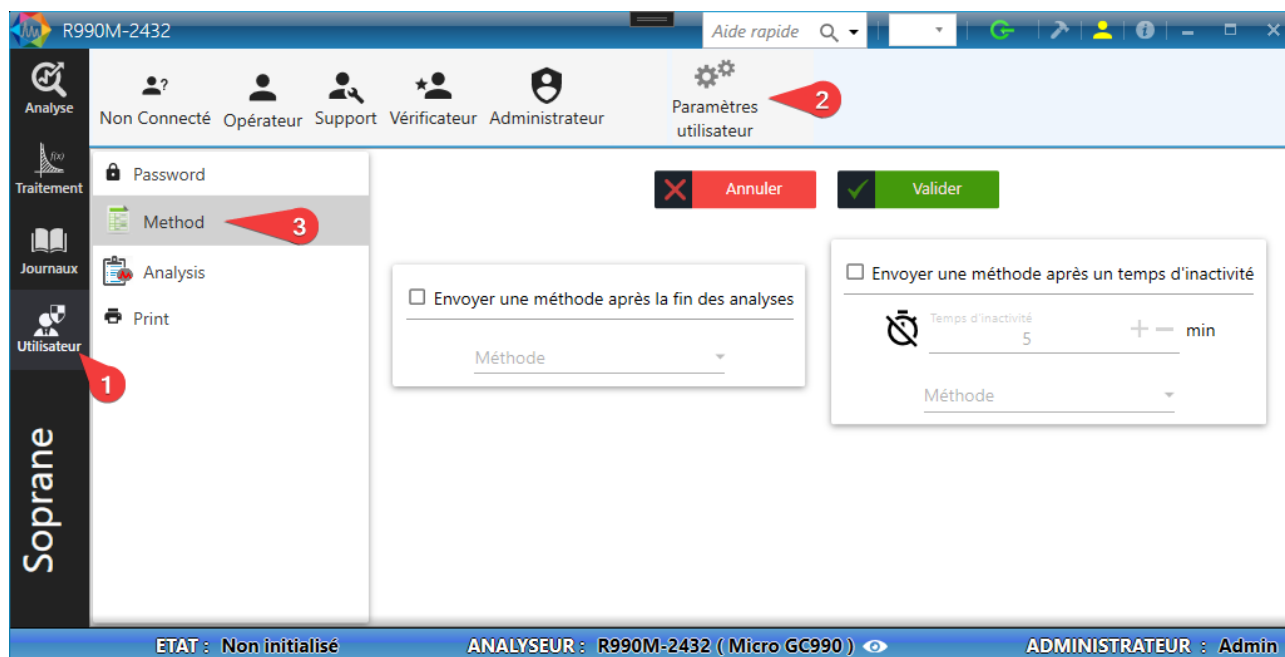 R990M-2432
Aide rapide
Analyse
Non Connecté
Opérateur
Support
Vérificateur
Administrateur
Paramètres
utilisateur
2
f(x)
Traitement
Journaux
Utilisateur
1
Soprane
Password
Method
3
Analysis
Print
Annuler
Valider
Envoyer une méthode après la fin des analyses
Méthode
Envoyer une méthode après un temps d'inactivité
Temps d'inactivité
5
min
Méthode
ETAT : Non initialisé
ANALYSEUR : R990M-2432 ( Micro GC990 )
ADMINISTRATEUR : Admin